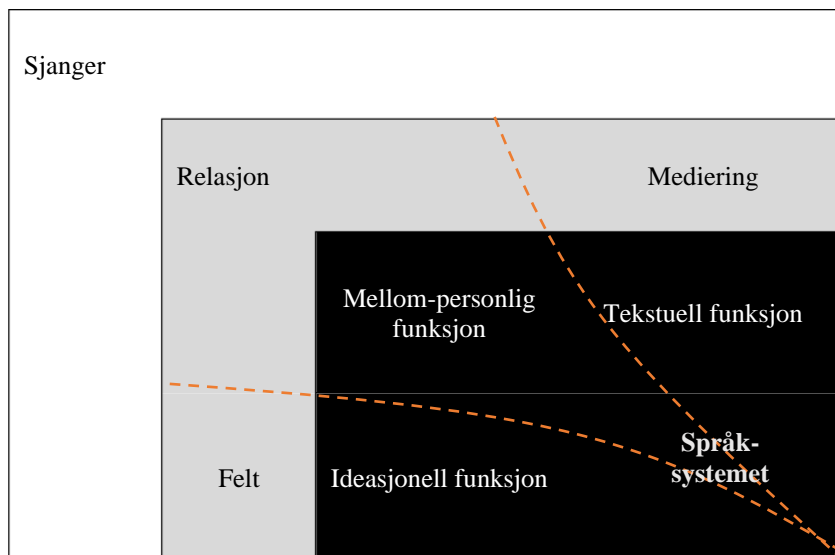 Sjanger
Relasjon
Mediering
Mellom-personlig
funksjon
Tekstuell funksjon
Språk-
systemet
Felt
Ideasjonell funksjon